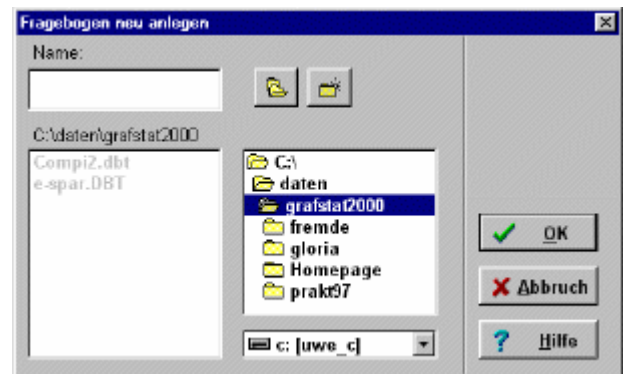 Fragebogen neu anlegen
Name:
C:\daten\grafstat2000
Compi2.dbt
e-spar.DBT
C:\
daten
grafstat2000
fremde
gloria
Homepage
prakt97
c: [uwe_c]
OK
Abbruch
Hilfe